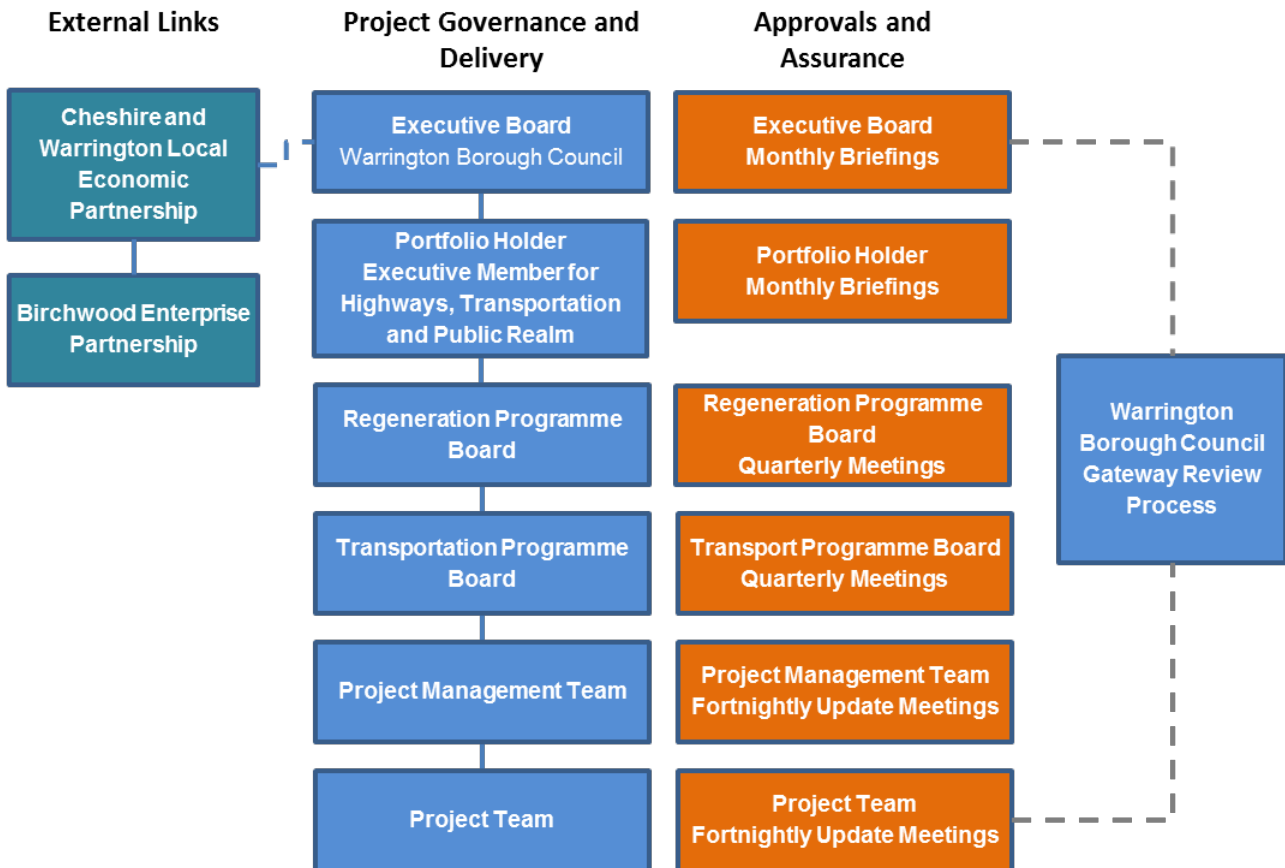 External Links
Project Governance and
Delivery
Approvals and
Assurance
Cheshire and
Warrington Local
Economic
Partnership
Birchwood Enterprise
Partnership
Executive Board
Warrington Borough Council
Portfolio Holder
Executive Member for
Highways, Transportation
and Public Realm
Regeneration Programme
Board
Transportation Programme
Board
Project Management Team
Project Team
Executive Board
Monthly Briefings
Portfolio Holder
Monthly Briefings
Regeneration Programme
Board
Quarterly Meetings
Transport Programme Board
Quarterly Meetings
Project Management Team
Fortnightly Update Meetings
Project Team
Fortnightly Update Meetings
Warrington
Borough Council
Gateway Review
Process